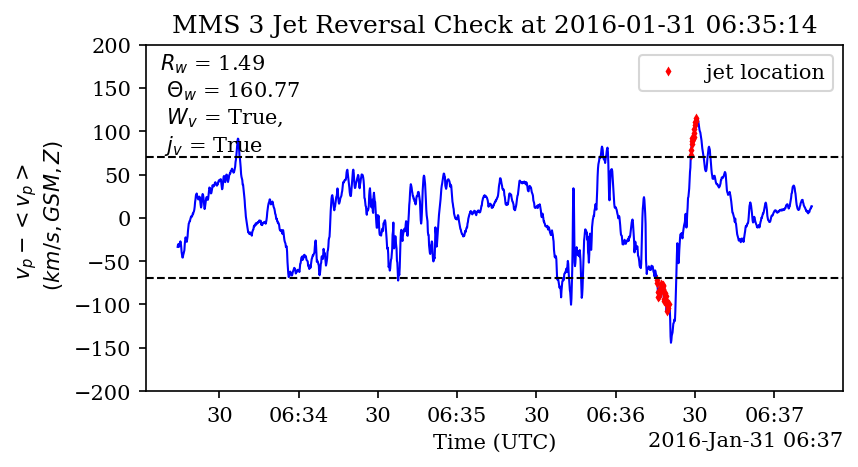 MMS 3 Jet Reversal Check at 2016-01-31 06:35:14
R_w = 1.49
Θ_w = 160.77
W_v = True,
j_v = True
jet location
v_p − < v_p >
(km/s, GSM, Z)
200
150
100
50
0
−50
−100
−150
−200
30 06:34 30 06:35 30 06:36 30 06:37
Time (UTC)
2016-Jan-31 06:37